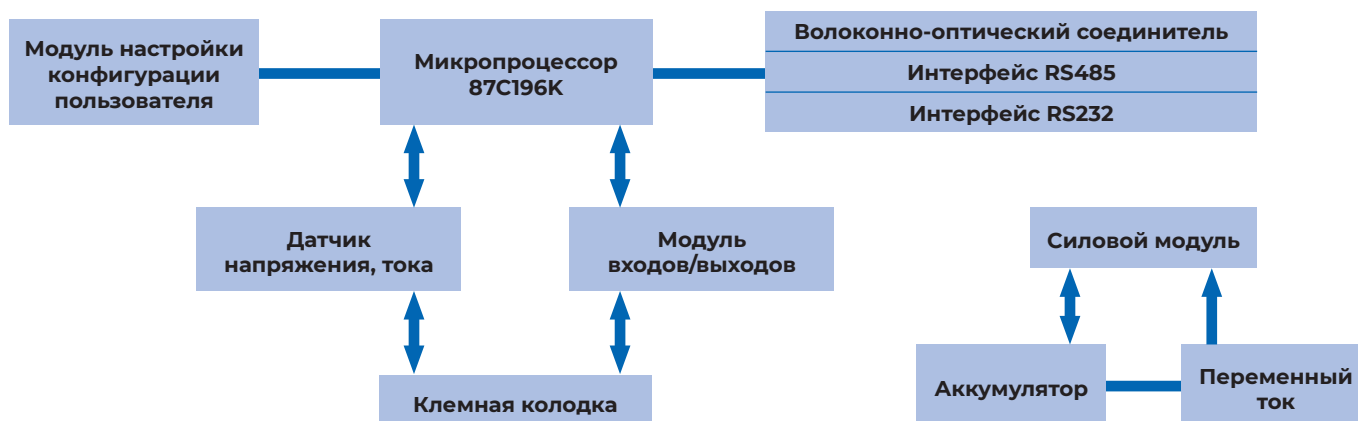 Модуль настройки
конфигурации
пользователя
Микропроцессор
87C196K
Волоконно-оптический соединитель
Интерфейс RS485
Интерфейс RS232
Датчик
напряжения, тока
Модуль
входов/выходов
Клемная колодка
Силовой модуль
Аккумулятор
Переменный
ток